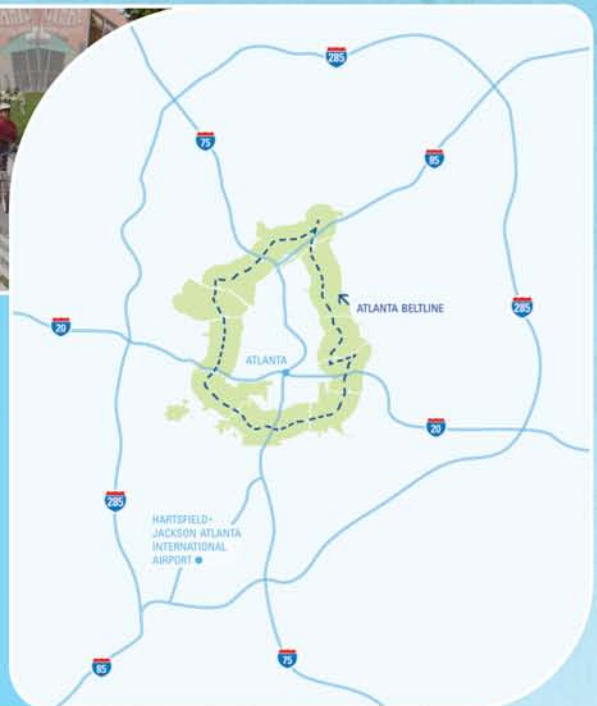 285
75
85
ATLANTA BELTLINE
285
20
ATLANTA
20
285
HARTSFIELD-
JACKSON ATLANTA
INTERNATIONAL
AIRPORT
85
75